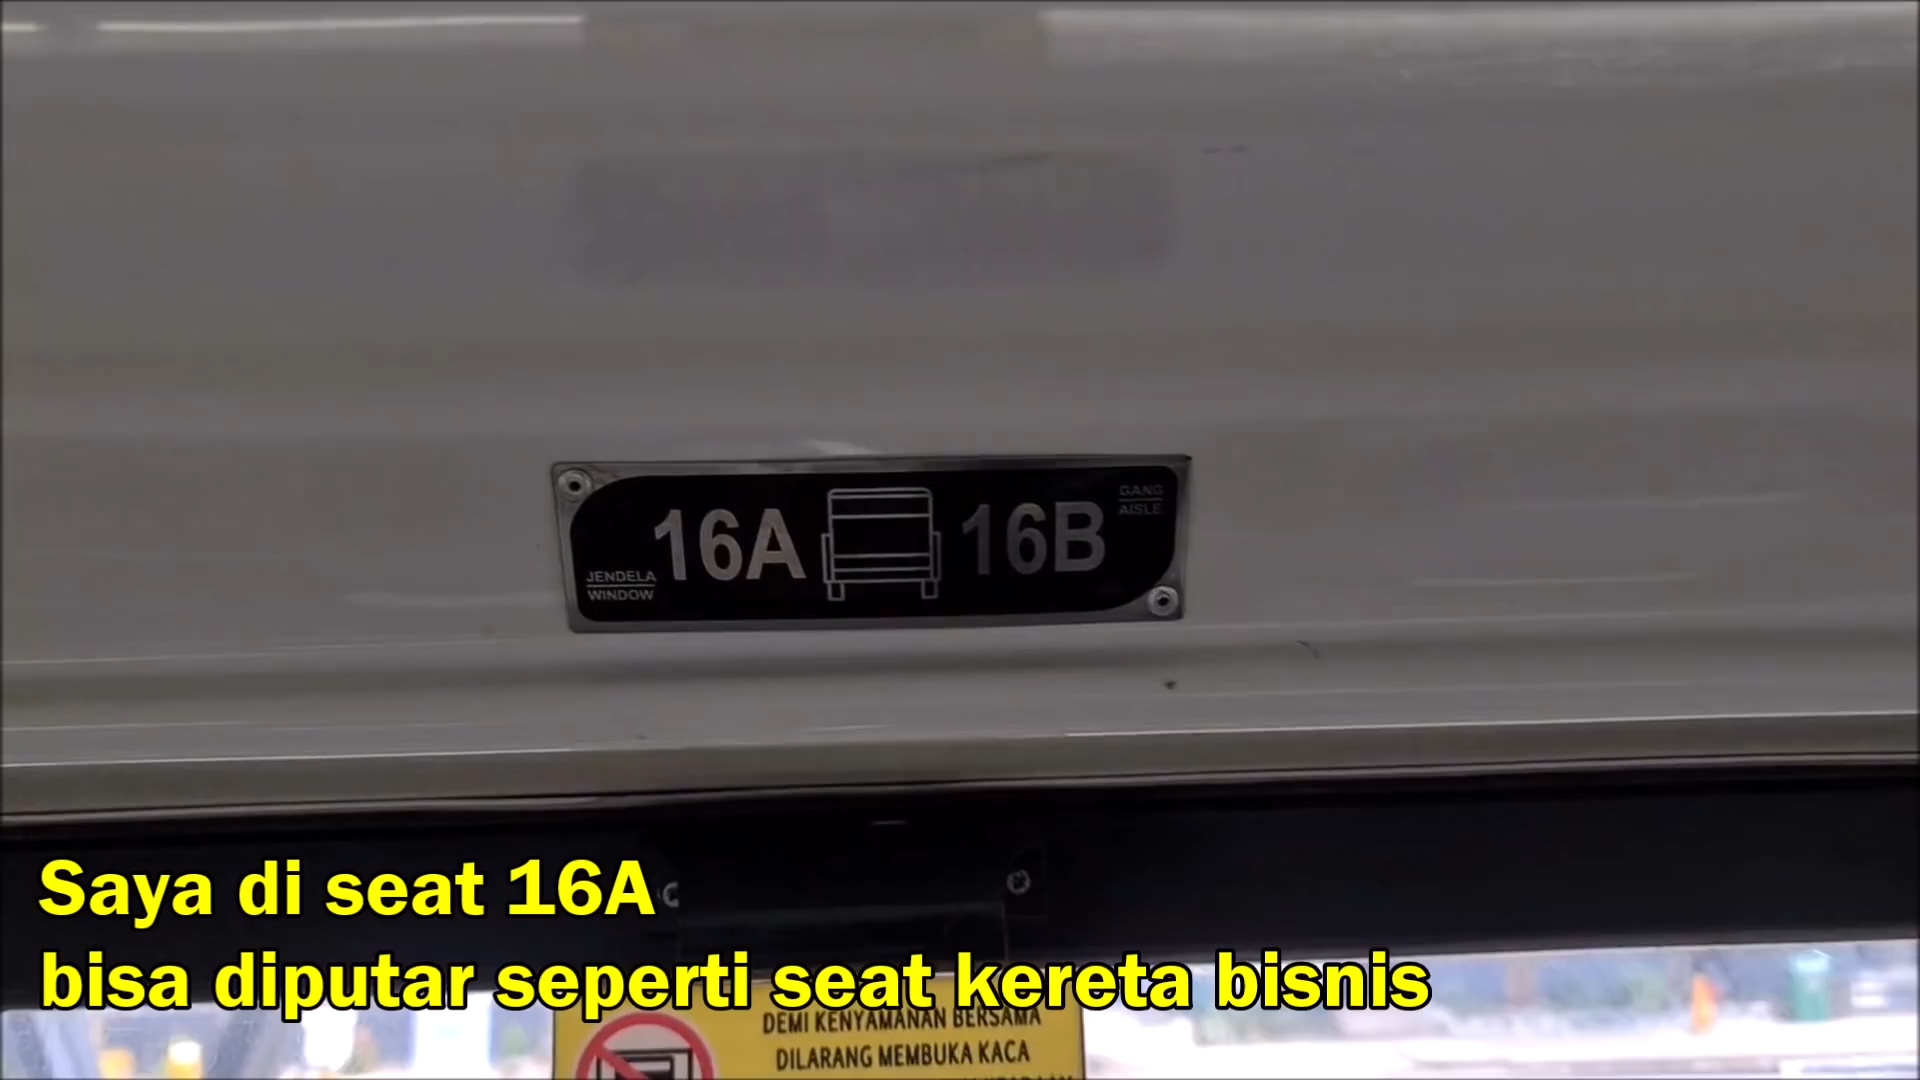 16A 16B
GANG
AISLE
JENDELA
WINDOW
Saya di seat 16A
bisa diputar seperti seat kereta bisnis
DEMI KENYAMANAN BERSAMA
DILARANG MEMBUKA KACA